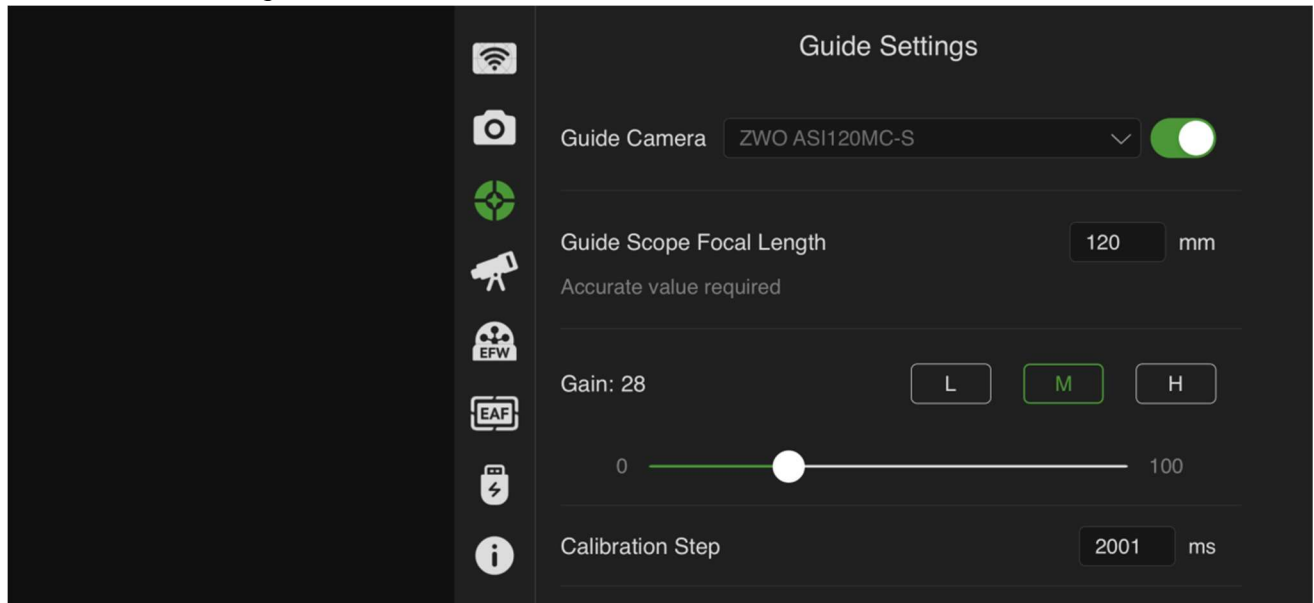 Guide Settings
Guide Camera ZWO ASI120MC-S
Guide Scope Focal Length 120 mm
Accurate value required
EFW
Gain: 28 L M H
EAF
0 100
Calibration Step 2001 ms